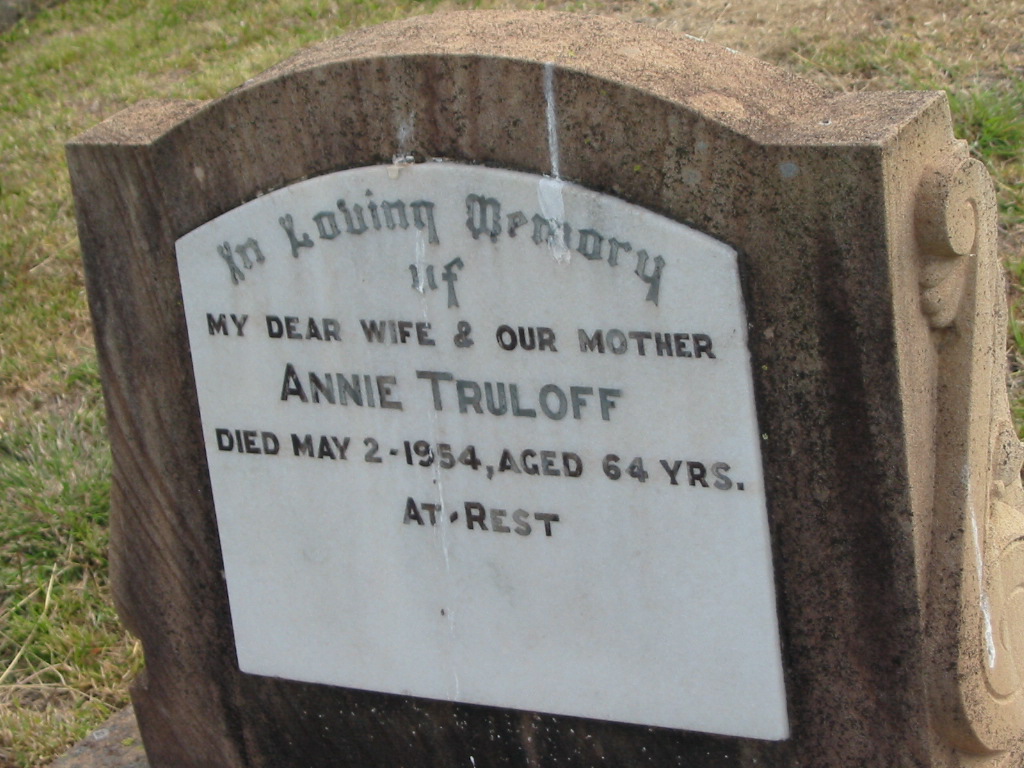 In Loving Memory
of
MY DEAR WIFE & OUR MOTHER
ANNIE TRULOFF
DIED MAY 2-1954, AGED 64 YRS.
AT-REST